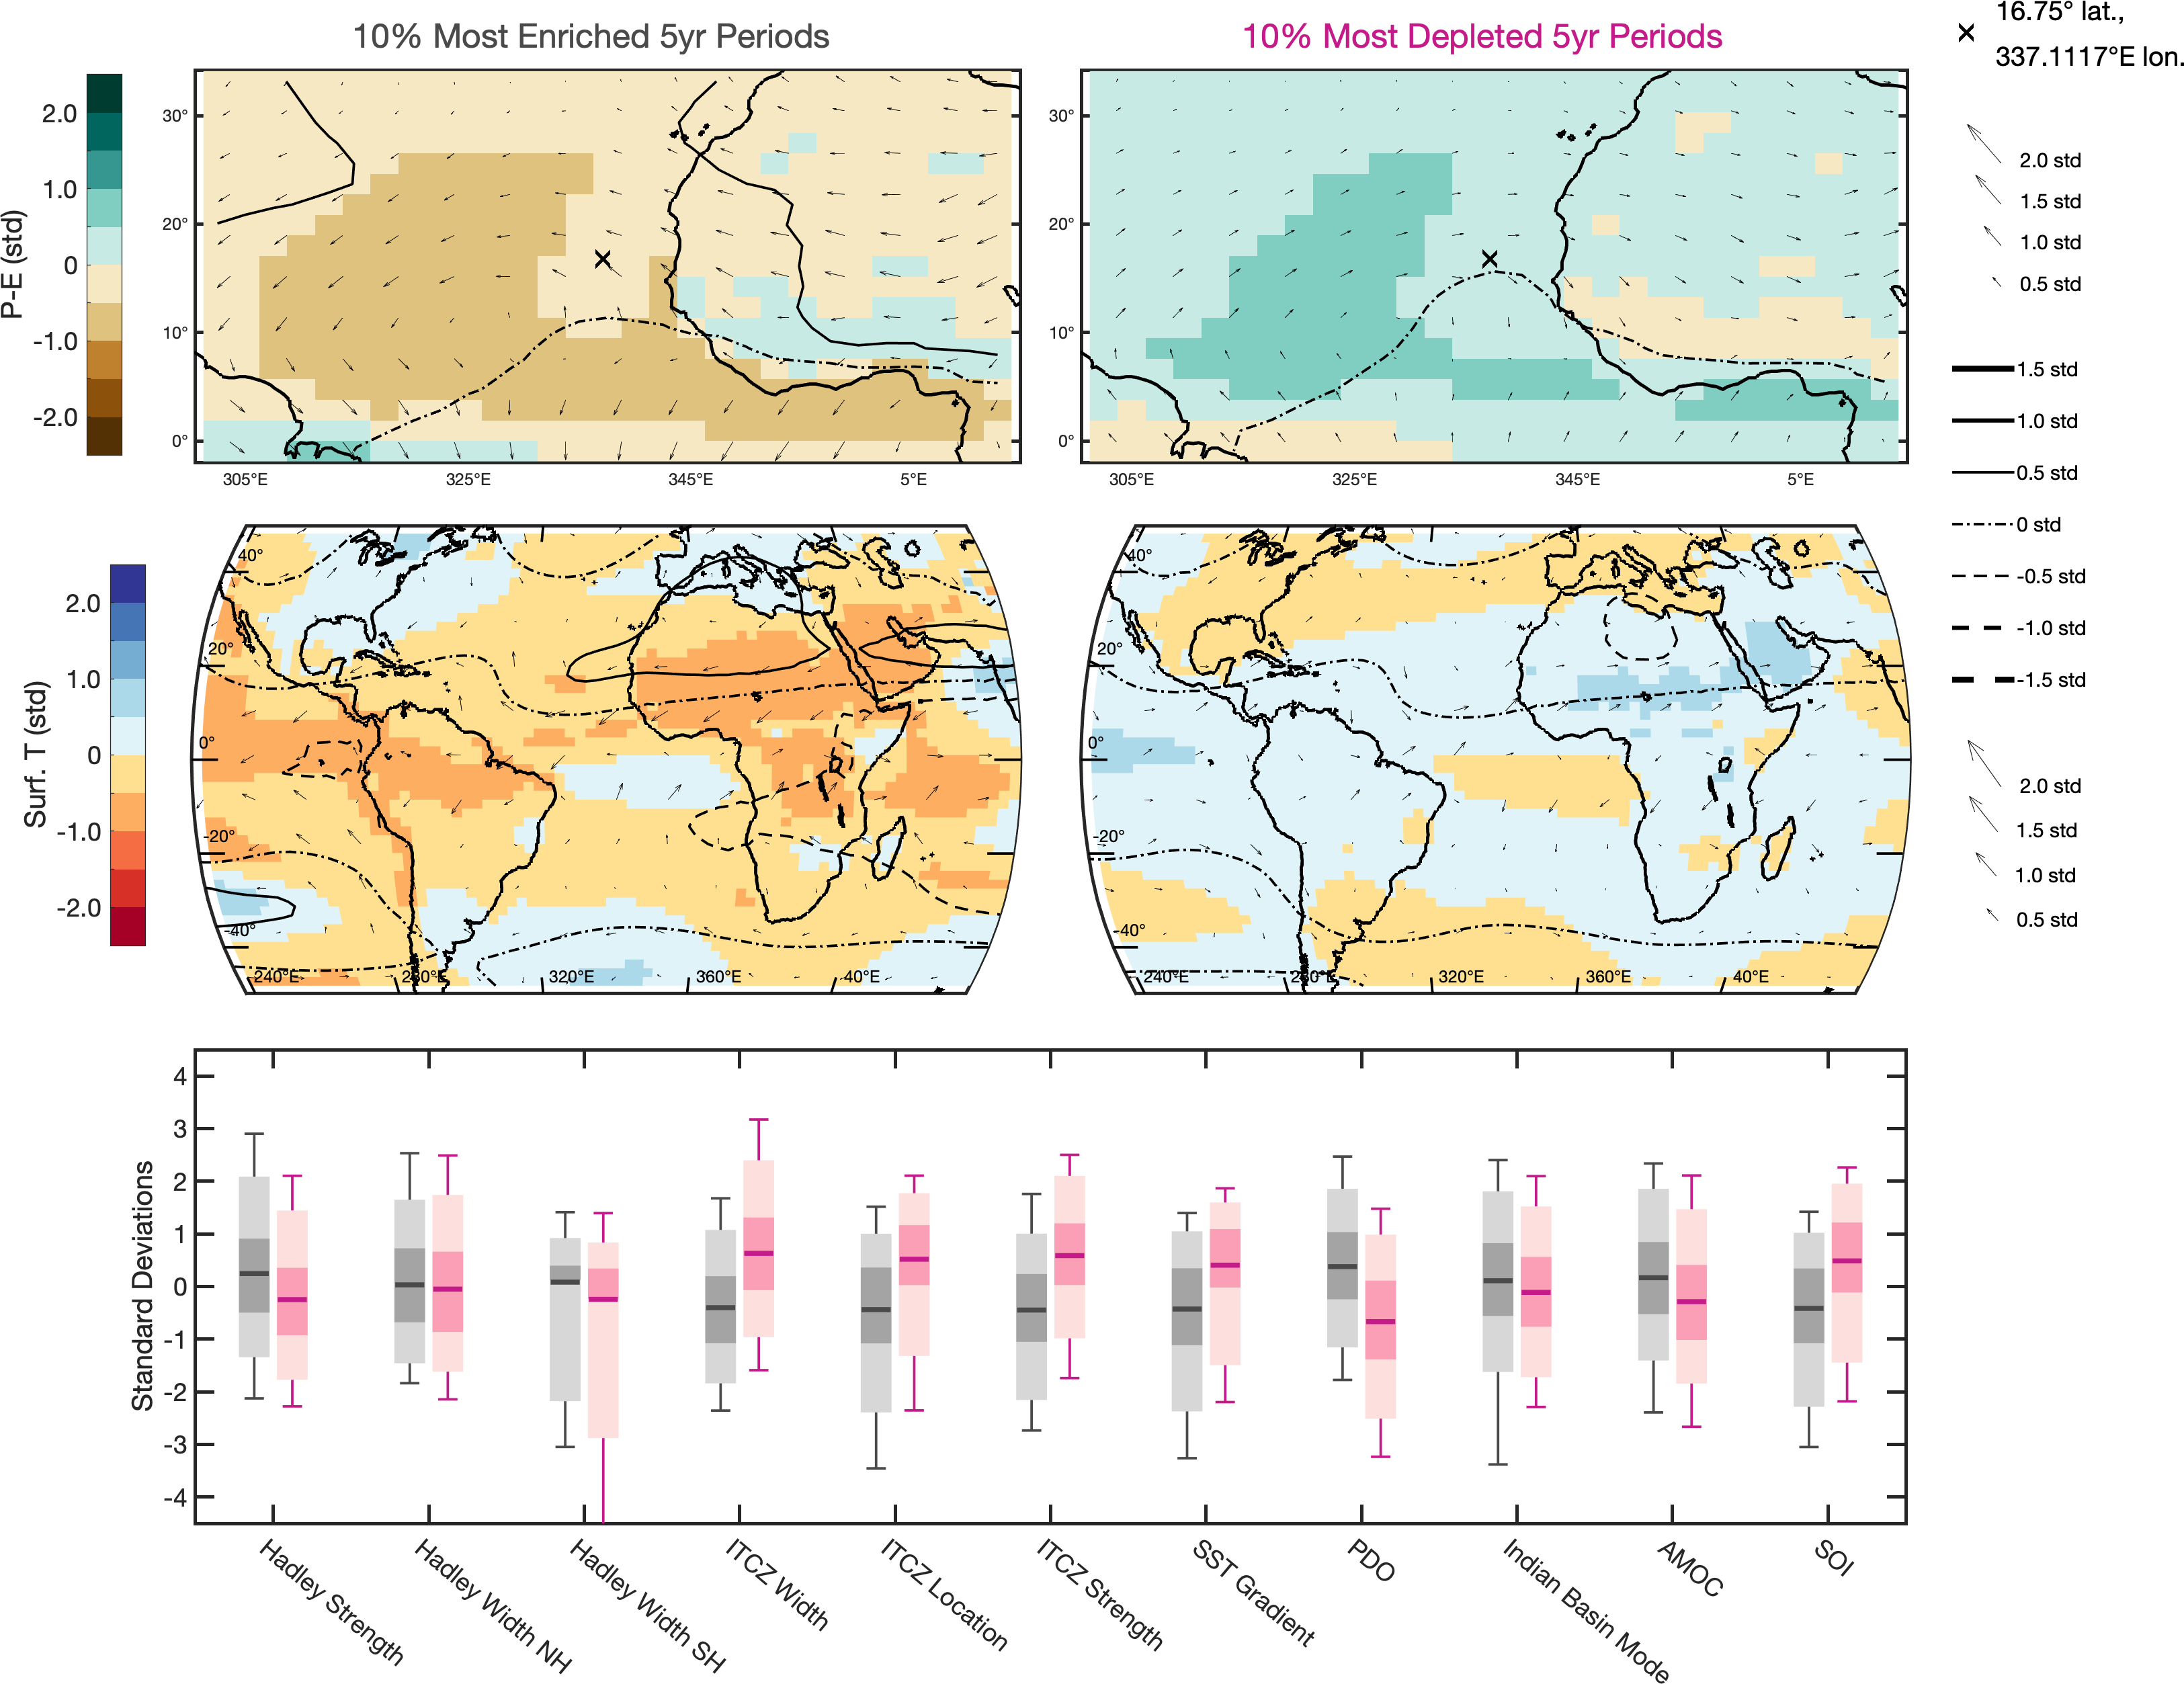 10% Most Enriched 5yr Periods
10% Most Depleted 5yr Periods
16.75° lat.,
337.1117°E lon.
P-E (std)
2.0
1.0
0
-1.0
-2.0
30°
20°
10°
0°
305°E
325°E
345°E
5°E
30°
20°
10°
0°
305°E
325°E
345°E
5°E
2.0 std
1.5 std
1.0 std
0.5 std
1.5 std
1.0 std
0.5 std
0 std
-0.5 std
-1.0 std
-1.5 std
Surf. T (std)
2.0
1.0
0
-1.0
-2.0
40°
20°
0°
-20°
-40°
240°E
280°E
320°E
360°E
40°E
40°
20°
0°
-20°
-40°
240°E
280°E
320°E
360°E
40°E
2.0 std
1.5 std
1.0 std
0.5 std
Standard Deviations
4
3
2
1
0
-1
-2
-3
-4
Hadley Strength
Hadley Width NH
Hadley Width SH
ITCZ Width
ITCZ Location
ITCZ Strength
SST Gradient
PDO
Indian Basin Mode
AMOC
SOI